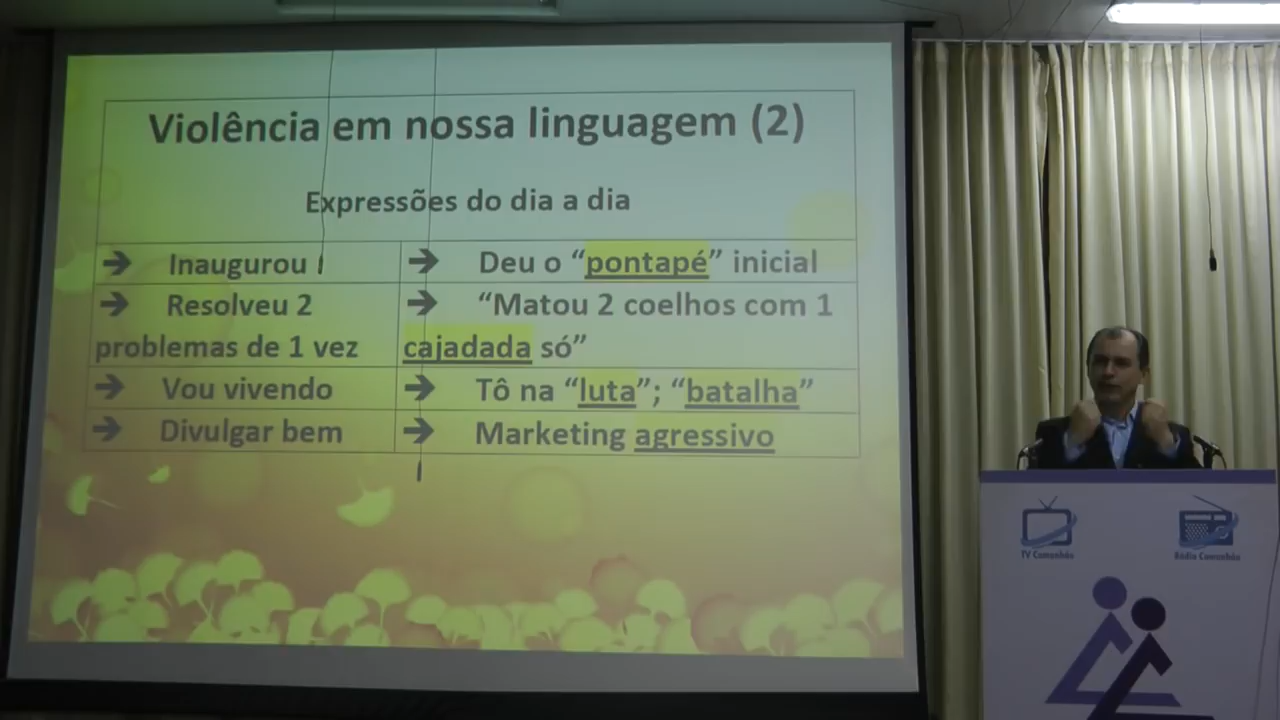 Violência em nossa linguagem (2)
Expressões do dia a dia
→ Inaugurou → Deu o “pontapé” inicial
→ Resolveu 2 problemas de 1 vez → “Matou 2 coelhos com 1 cajadada só”
→ Vou vivendo → Tô na “luta”; “batalha”
→ Divulgar bem → Marketing agressivo
TV Comunhão
Rádio Comunhão